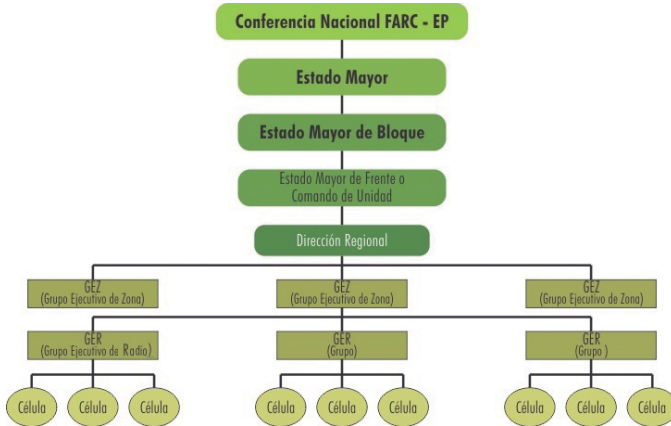 Conferencia Nacional FARC - EP
Estado Mayor
Estado Mayor de Bloque
Estado Mayor de Frente o
Comando de Unidad
Dirección Regional
GEZ
(Grupo Ejecutivo de Zona)
GEZ
(Grupo Ejecutivo de Zona)
GEZ
(Grupo Ejecutivo de Zona)
GER
(Grupo Ejecutivo de Radio)
GER
(Grupo)
GER
(Grupo )
Célula
Célula
Célula
Célula
Célula
Célula
Célula
Célula
Célula